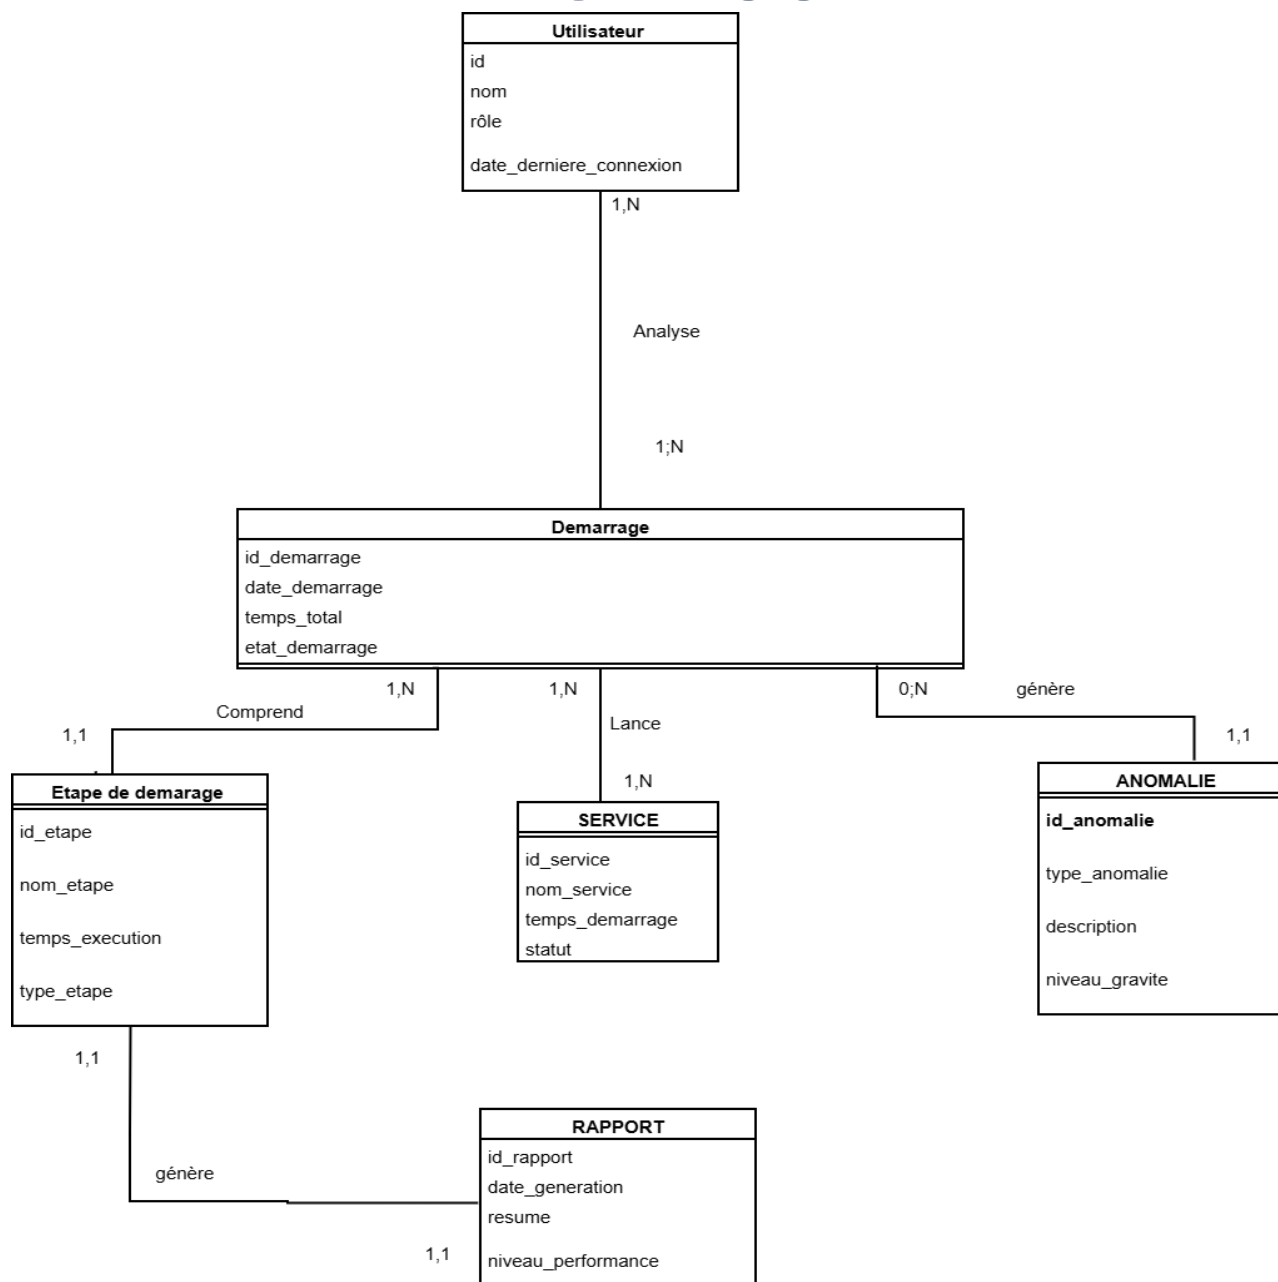 Utilisateur
id
nom
rôle
date_derniere_connexion
1,N
Analyse
1;N
Demarrage
id_demarrage
date_demarrage
temps_total
etat_demarrage
1,N
1,N
0;N
génère
Comprend
Lance
1,1
1,1
1,N
Etape de demarage
id_etape
nom_etape
temps_execution
type_etape
SERVICE
id_service
nom_service
temps_demarrage
statut
ANOMALIE
id_anomalie
type_anomalie
description
niveau_gravite
1,1
génère
1,1
RAPPORT
id_rapport
date_generation
resume
niveau_performance